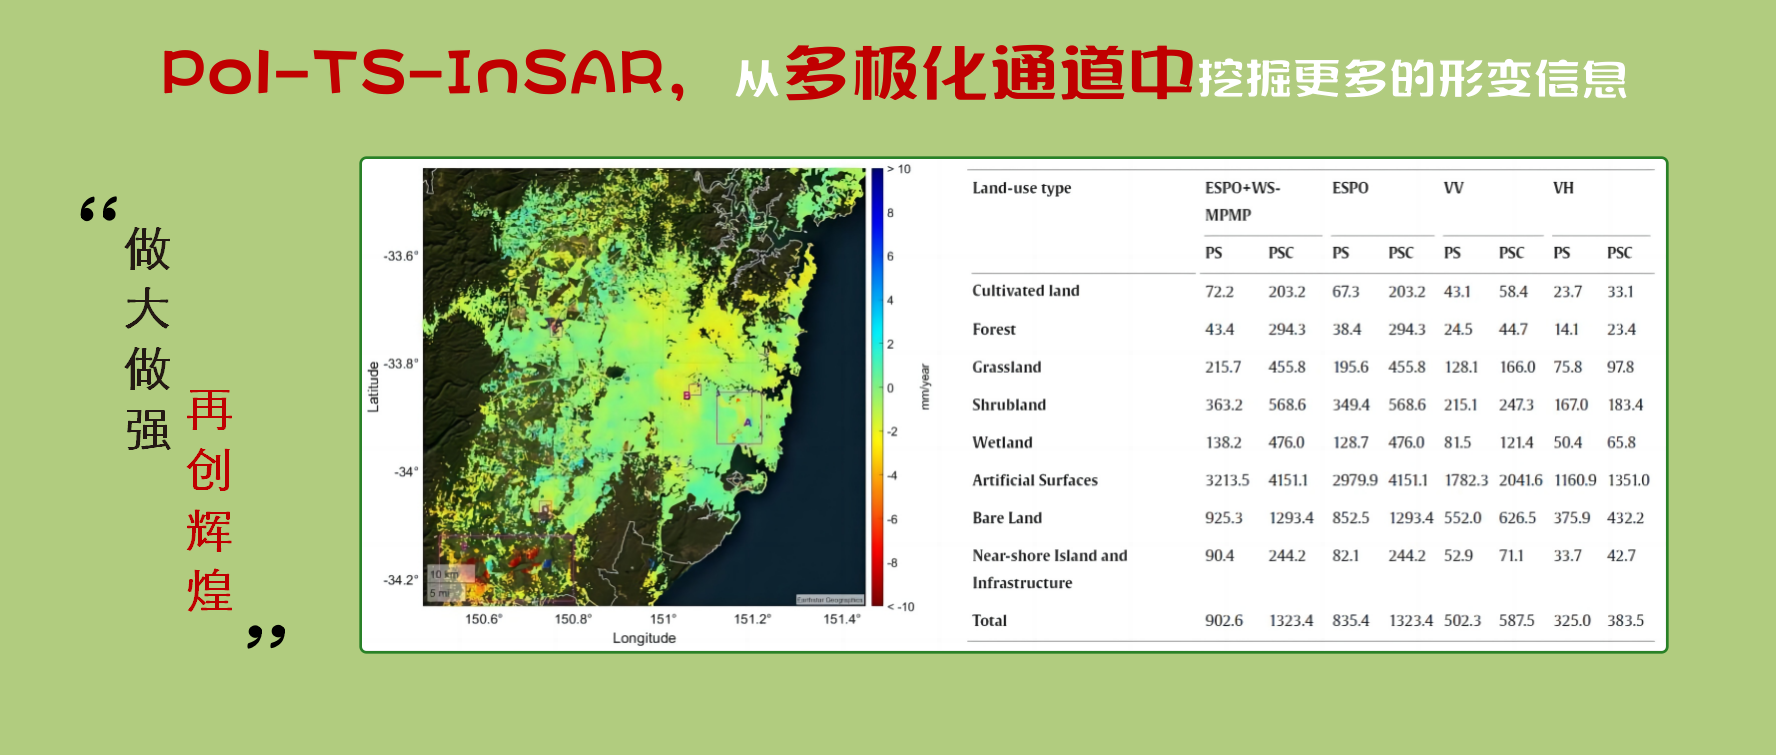 Pol-TS-InSAR，从多极化通道中挖掘更多的形变信息
“做大做强
再创辉煌”
-33.6°
-33.8°
-34°
-34.2°
Latitude
150.6° 150.8° 151° 151.2° 151.4°
Longitude
10 km
5 mi
Earthstar Geographics
B
A
> 10
8
6
4
2
0
-2
-4
-6
-8
< -10
mm/year
Land-use type ESPO+WS- ESPO VV VH
MPMP
PS PSC PS PSC PS PSC PS PSC
Cultivated land 72.2 203.2 67.3 203.2 43.1 58.4 23.7 33.1
Forest 43.4 294.3 38.4 294.3 24.5 44.7 14.1 23.4
Grassland 215.7 455.8 195.6 455.8 128.1 166.0 75.8 97.8
Shrubland 363.2 568.6 349.4 568.6 215.1 247.3 167.0 183.4
Wetland 138.2 476.0 128.7 476.0 81.5 121.4 50.4 65.8
Artificial Surfaces 3213.5 4151.1 2979.9 4151.1 1782.3 2041.6 1160.9 1351.0
Bare Land 925.3 1293.4 852.5 1293.4 552.0 626.5 375.9 432.2
Near-shore Island and 90.4 244.2 82.1 244.2 52.9 71.1 33.7 42.7
Infrastructure
Total 902.6 1323.4 835.4 1323.4 502.3 587.5 325.0 383.5